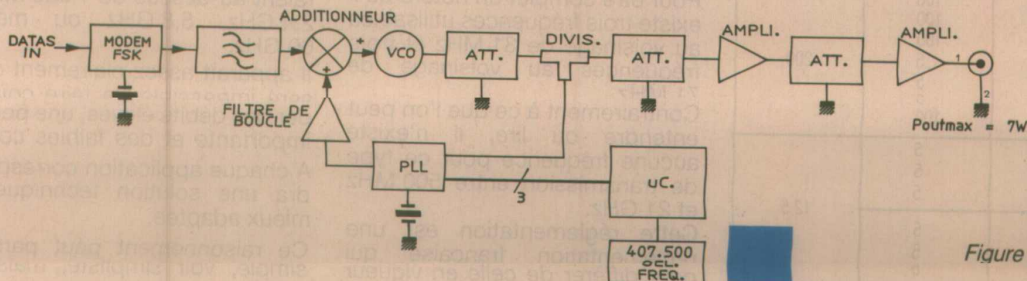 ADDITIONNEUR
DATAS
IN
MODEM
FSK
+
+
VCO
ATT.
DIVIS.
ATT.
AMPLI.
ATT.
AMPLI.
1
2
Poutmax = 7W
FILTRE DE
BOUCLE
PLL
3
uC.
407.500
FREQ.
Figure